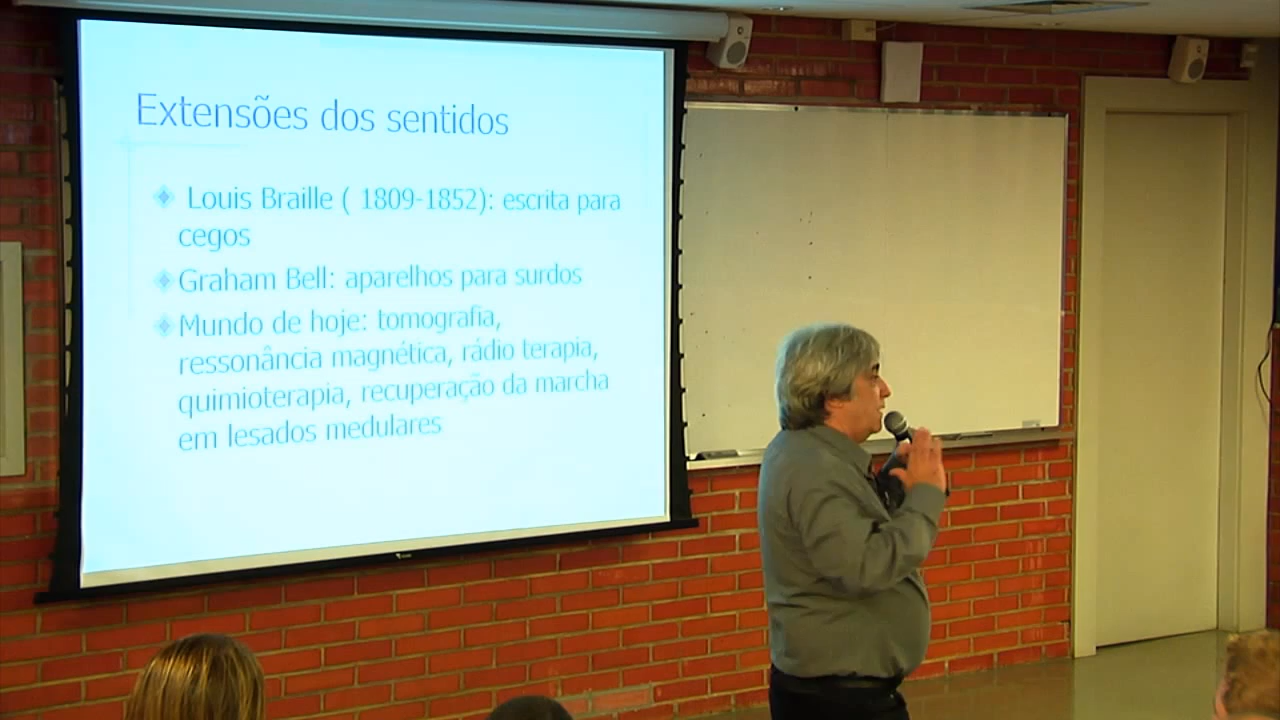 Extensões dos sentidos
Louis Braille ( 1809-1852): escrita para
cegos
Graham Bell: aparelhos para surdos
Mundo de hoje: tomografia,
ressonância magnética, rádio terapia,
quimioterapia, recuperação da marcha
em lesados medulares